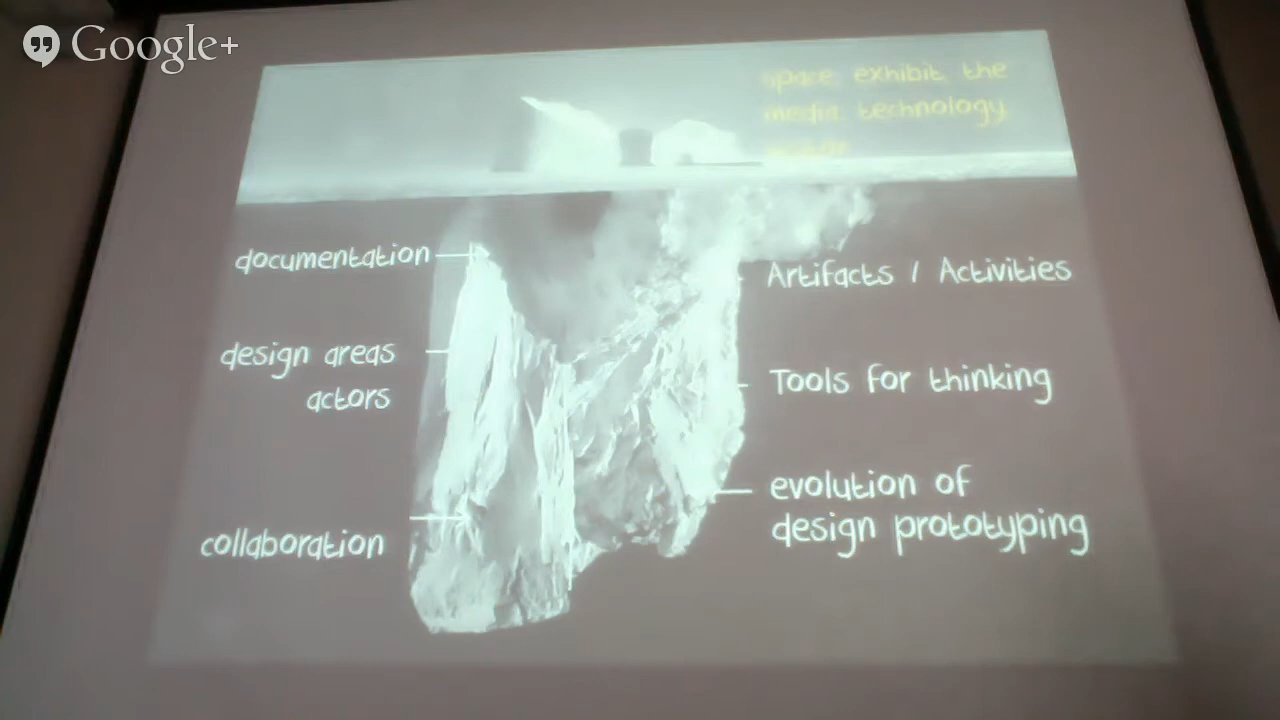 Google+
space exhibit the
media technology
documentation
Artifacts / Activities
design areas
actors
Tools for thinking
evolution of
design prototyping
collaboration